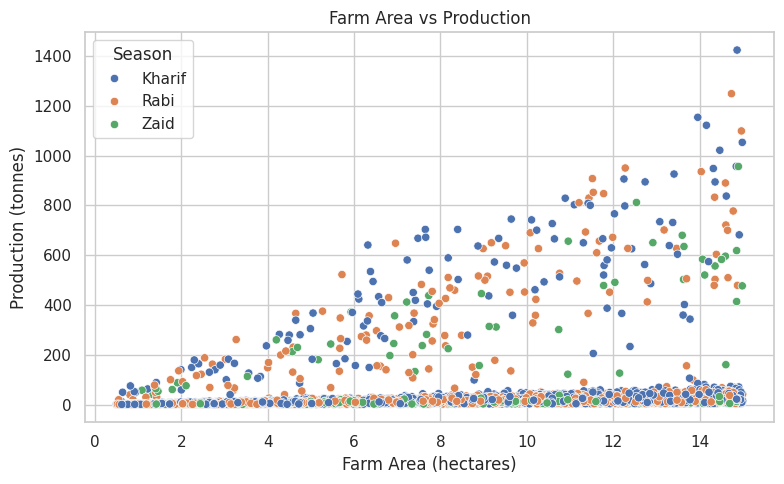 Farm Area vs Production
Season
Kharif
Rabi
Zaid
Production (tonnes)
1400
1200
1000
800
600
400
200
0
0 2 4 6 8 10 12 14
Farm Area (hectares)